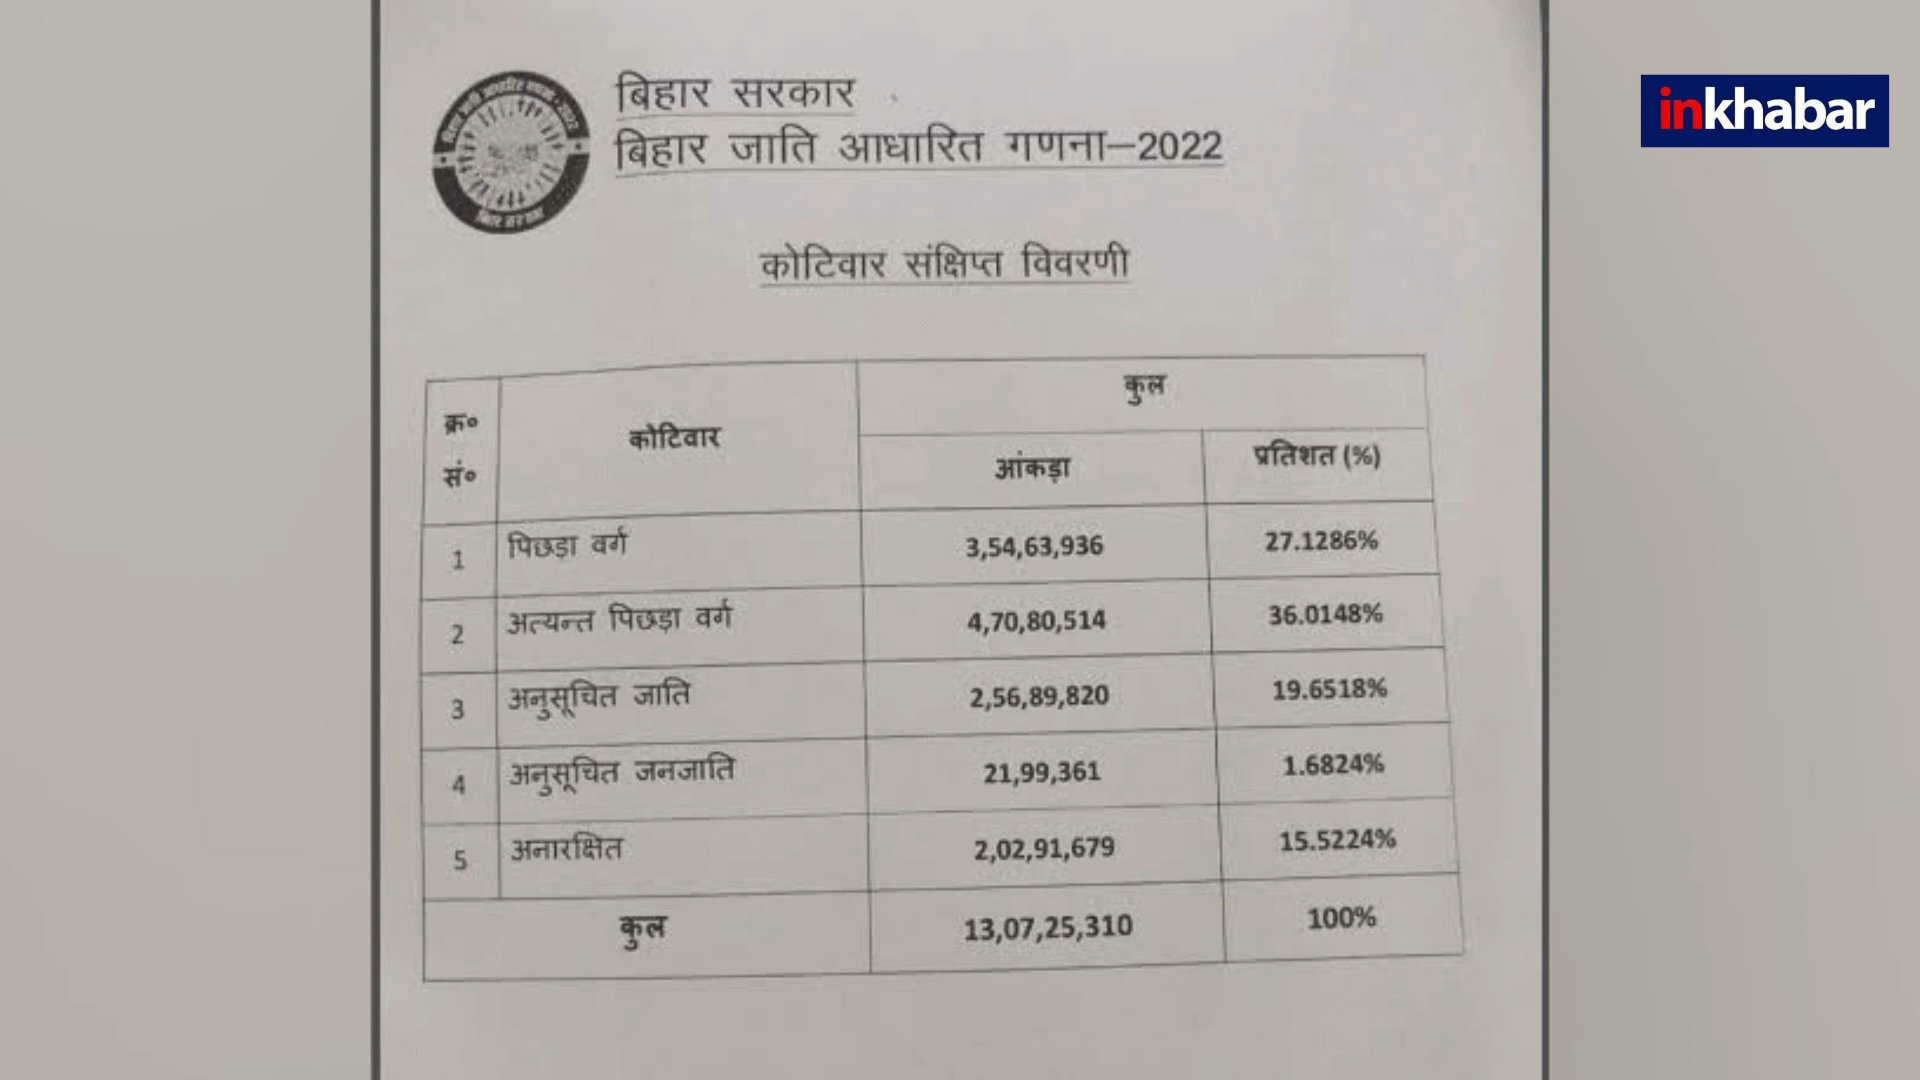 inkhabar
बिहार सरकार
बिहार जाति आधारित गणना–2022
कोटिवार संक्षिप्त विवरणी
क्र० सं० कोटिवार कुल
आंकड़ा प्रतिशत (%)
1 पिछड़ा वर्ग 3,54,63,936 27.1286%
2 अत्यन्त पिछड़ा वर्ग 4,70,80,514 36.0148%
3 अनुसूचित जाति 2,56,89,820 19.6518%
4 अनुसूचित जनजाति 21,99,361 1.6824%
5 अनारक्षित 2,02,91,679 15.5224%
कुल 13,07,25,310 100%